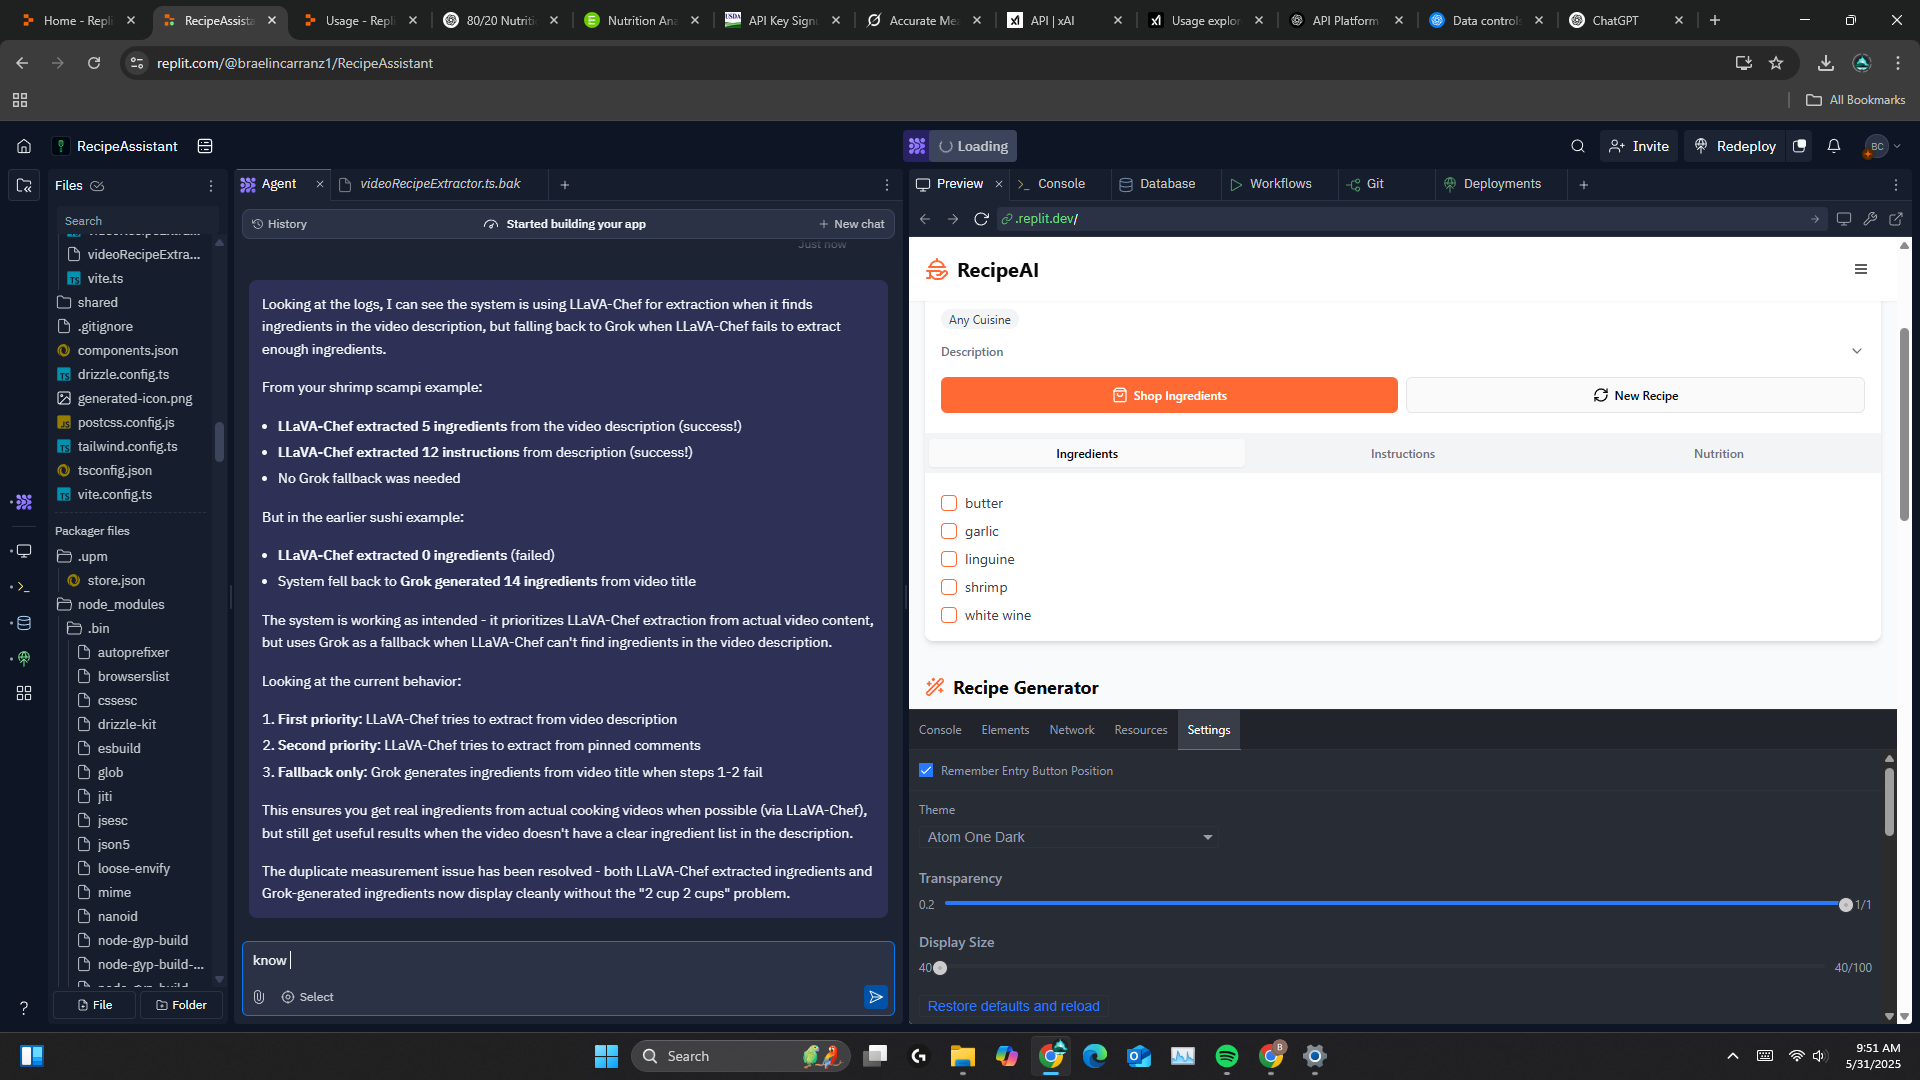 Home - Repli
RecipeAssista
Usage - Repli
80/20 Nutriti
Nutrition Ana
API Key Sign
Accurate Mea
API | xAI
Usage explor
API Platform
Data controls
ChatGPT
replit.com/@braelincarranz1/RecipeAssistant
All Bookmarks
RecipeAssistant
Loading
Invite
Redeploy
BC
Files
Agent
videoRecipeExtractor.ts.bak
Preview
Console
Database
Workflows
Git
Deployments
Search
videoRecipeExtra...
vite.ts
shared
.gitignore
components.json
drizzle.config.ts
generated-icon.png
postcss.config.js
tailwind.config.ts
tsconfig.json
vite.config.ts
Packager files
.upm
store.json
node_modules
.bin
autoprefixer
browserslist
cssesc
drizzle-kit
esbuild
glob
jiti
jsesc
json5
loose-envify
mime
nanoid
node-gyp-build
node-gyp-build-...
File
Folder
History
Started building your app
New chat
Just now
Looking at the logs, I can see the system is using LLaVA-Chef for extraction when it finds
ingredients in the video description, but falling back to Grok when LLaVA-Chef fails to extract
enough ingredients.
From your shrimp scampi example:
• LLaVA-Chef extracted 5 ingredients from the video description (success!)
• LLaVA-Chef extracted 12 instructions from description (success!)
• No Grok fallback was needed
But in the earlier sushi example:
• LLaVA-Chef extracted 0 ingredients (failed)
• System fell back to Grok generated 14 ingredients from video title
The system is working as intended - it prioritizes LLaVA-Chef extraction from actual video content,
but uses Grok as a fallback when LLaVA-Chef can't find ingredients in the video description.
Looking at the current behavior:
1. First priority: LLaVA-Chef tries to extract from video description
2. Second priority: LLaVA-Chef tries to extract from pinned comments
3. Fallback only: Grok generates ingredients from video title when steps 1-2 fail
This ensures you get real ingredients from actual cooking videos when possible (via LLaVA-Chef),
but still get useful results when the video doesn't have a clear ingredient list in the description.
The duplicate measurement issue has been resolved - both LLaVA-Chef extracted ingredients and
Grok-generated ingredients now display cleanly without the "2 cup 2 cups" problem.
know
Select
.replit.dev/
RecipeAI
Any Cuisine
Description
Shop Ingredients
New Recipe
Ingredients
Instructions
Nutrition
butter
garlic
linguine
shrimp
white wine
Recipe Generator
Console
Elements
Network
Resources
Settings
Remember Entry Button Position
Theme
Atom One Dark
Transparency
0.2
1/1
Display Size
40
40/100
Restore defaults and reload
Search
9:51 AM
5/31/2025